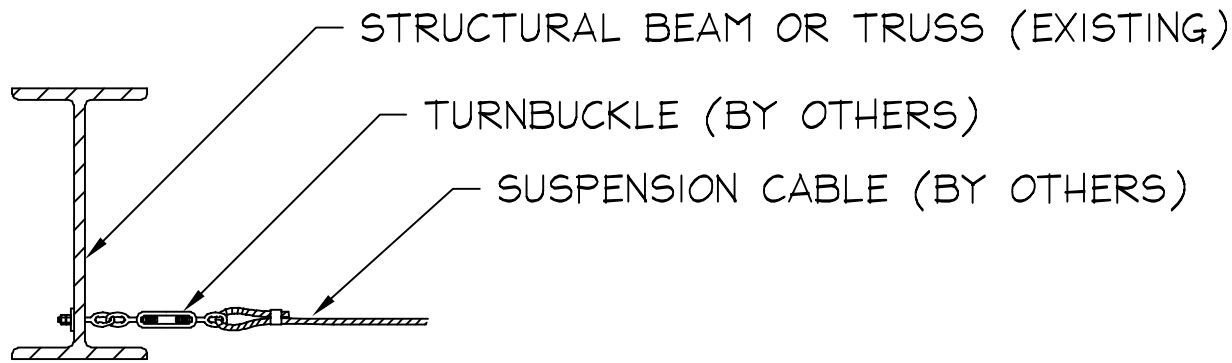 STRUCTURAL BEAM OR TRUSS (EXISTING)
TURNBUCKLE (BY OTHERS)
SUSPENSION CABLE (BY OTHERS)